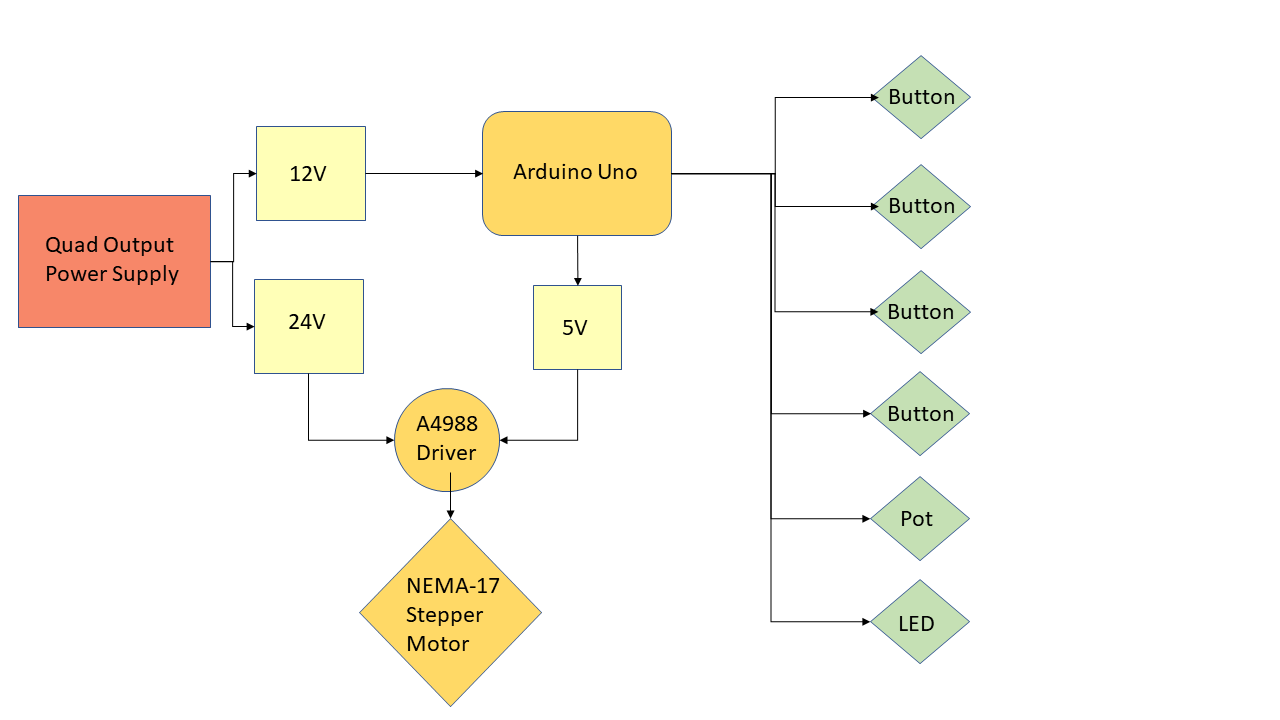 Quad Output
Power Supply
12V
24V
Arduino Uno
5V
A4988
Driver
NEMA-17
Stepper
Motor
Button
Button
Button
Button
Pot
LED